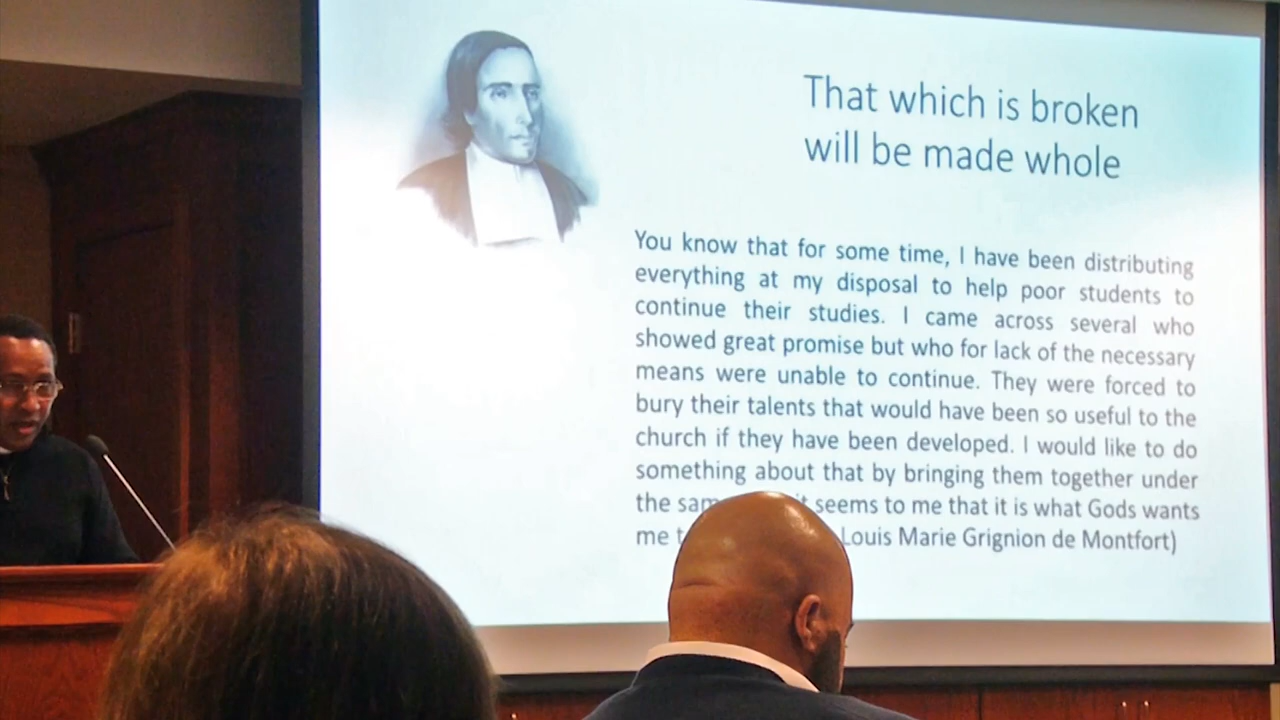 That which is broken
will be made whole
You know that for some time, I have been distributing
everything at my disposal to help poor students to
continue their studies. I came across several who
showed great promise but who for lack of the necessary
means were unable to continue. They were forced to
bury their talents that would have been so useful to the
church if they have been developed. I would like to do
something about that by bringing them together under
the seems to me that it is what Gods wants
me Louis Marie Grignion de Montfort)